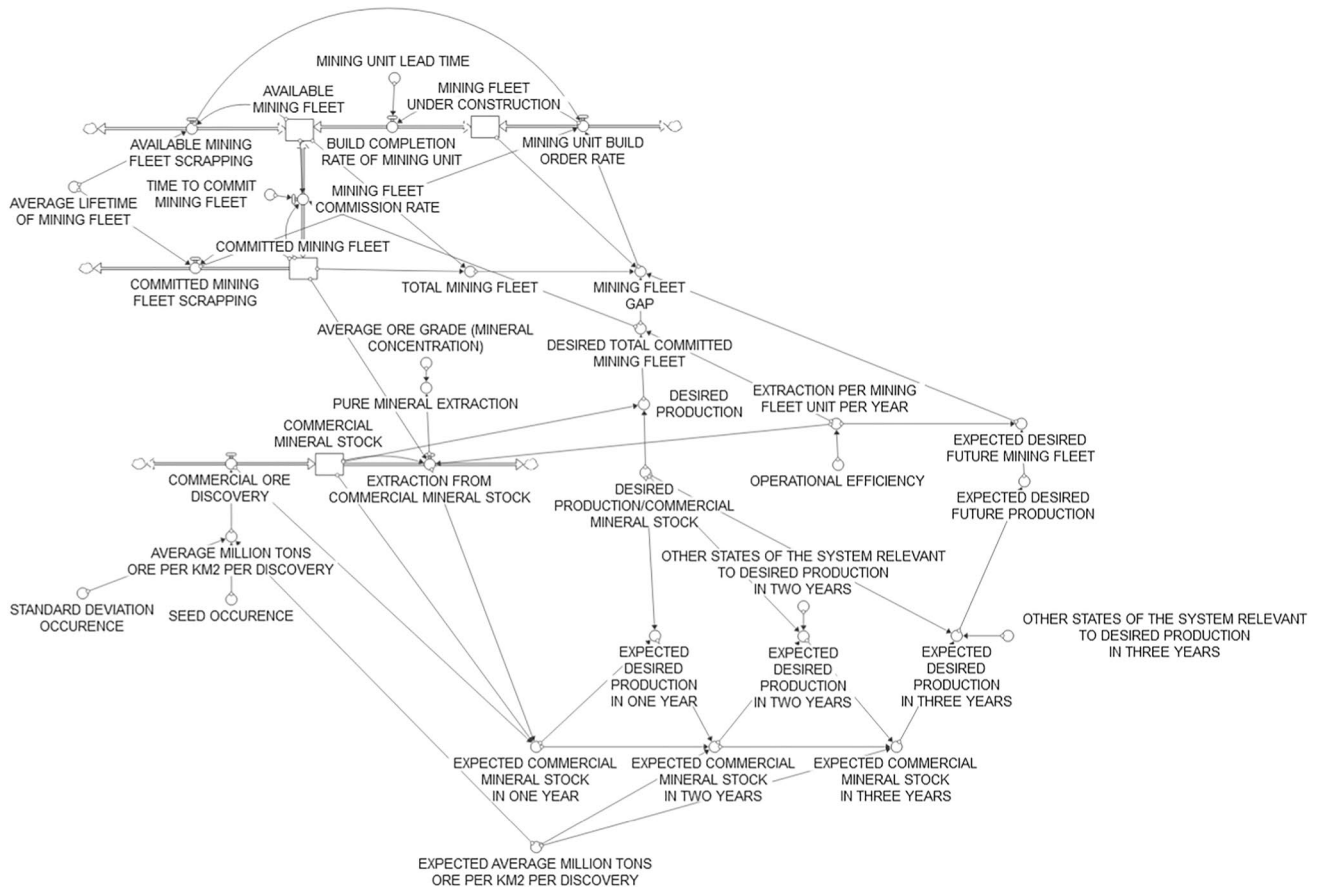 MINING UNIT LEAD TIME
AVAILABLE
MINING FLEET
MINING FLEET
UNDER CONSTRUCTION
AVAILABLE MINING
FLEET SCRAPPING
BUILD COMPLETION
RATE OF MINING UNIT
MINING UNIT BUILD
ORDER RATE
TIME TO COMMIT
MINING FLEET
MINING FLEET
COMMISSION RATE
AVERAGE LIFETIME
OF MINING FLEET
COMMITTED MINING FLEET
COMMITTED MINING
FLEET SCRAPPING
TOTAL MINING FLEET
MINING FLEET
GAP
AVERAGE ORE GRADE (MINERAL
CONCENTRATION)
DESIRED TOTAL COMMITTED
MINING FLEET
PURE MINERAL EXTRACTION
DESIRED
PRODUCTION
EXTRACTION PER MINING
FLEET UNIT PER YEAR
COMMERCIAL
MINERAL STOCK
EXPECTED DESIRED
FUTURE MINING FLEET
COMMERCIAL ORE
DISCOVERY
EXTRACTION FROM
COMMERCIAL MINERAL STOCK
OPERATIONAL EFFICIENCY
DESIRED
PRODUCTION/COMMERCIAL
MINERAL STOCK
EXPECTED DESIRED
FUTURE PRODUCTION
AVERAGE MILLION TONS
ORE PER KM2 PER DISCOVERY
OTHER STATES OF THE SYSTEM RELEVANT
TO DESIRED PRODUCTION
IN TWO YEARS
STANDARD DEVIATION
OCCURENCE
SEED OCCURENCE
OTHER STATES OF THE SYSTEM RELEVANT
TO DESIRED PRODUCTION
IN THREE YEARS
EXPECTED
DESIRED
PRODUCTION
IN ONE YEAR
EXPECTED
DESIRED
PRODUCTION
IN TWO YEARS
EXPECTED
DESIRED
PRODUCTION
IN THREE YEARS
EXPECTED COMMERCIAL
MINERAL STOCK
IN ONE YEAR
EXPECTED COMMERCIAL
MINERAL STOCK
IN TWO YEARS
EXPECTED COMMERCIAL
MINERAL STOCK
IN THREE YEARS
EXPECTED AVERAGE MILLION TONS
ORE PER KM2 PER DISCOVERY